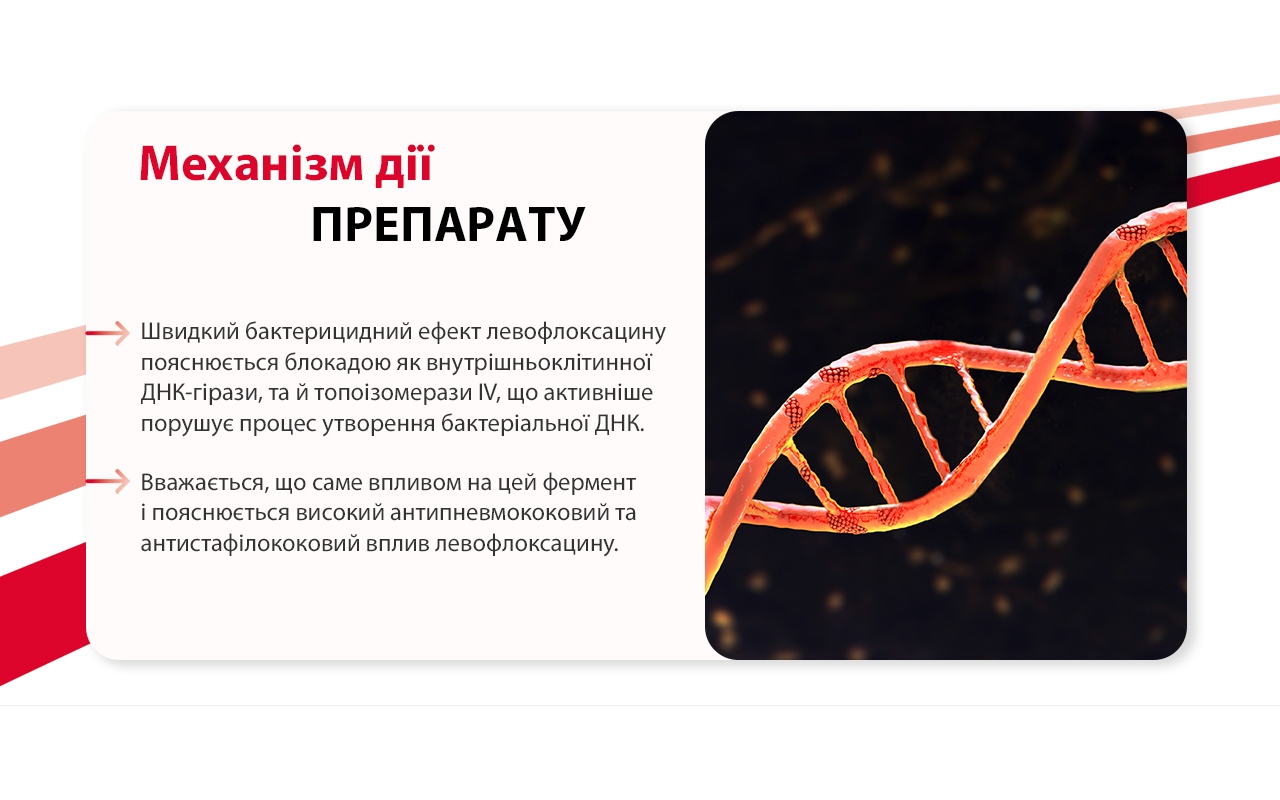 Механізм дії
ПРЕПАРАТУ
Швидкий бактерицидний ефект левофлоксацину
пояснюється блокадою як внутрішньоклітинної
ДНК-гірази, та й топоізомерази IV, що активніше
порушує процес утворення бактеріальної ДНК.
Вважається, що саме впливом на цей фермент
і пояснюється високий антипневмококовий та
антистафілококовий вплив левофлоксацину.